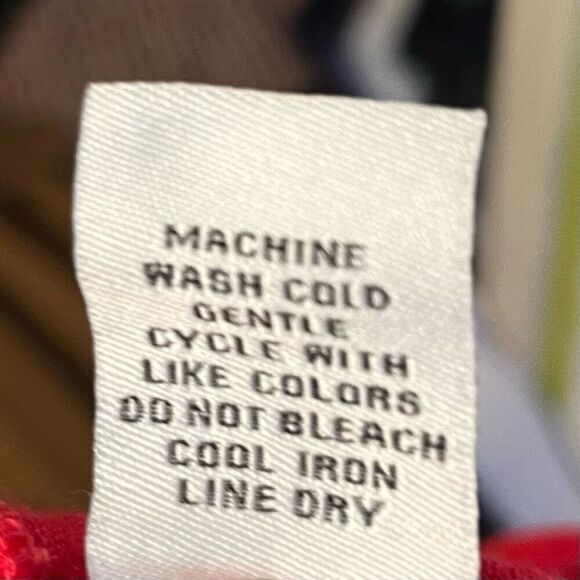 MACHINE
WASH COLD
GENTLE
CYCLE WITH
LIKE COLORS
DO NOT BLEACH
COOL IRON
LINE DRY